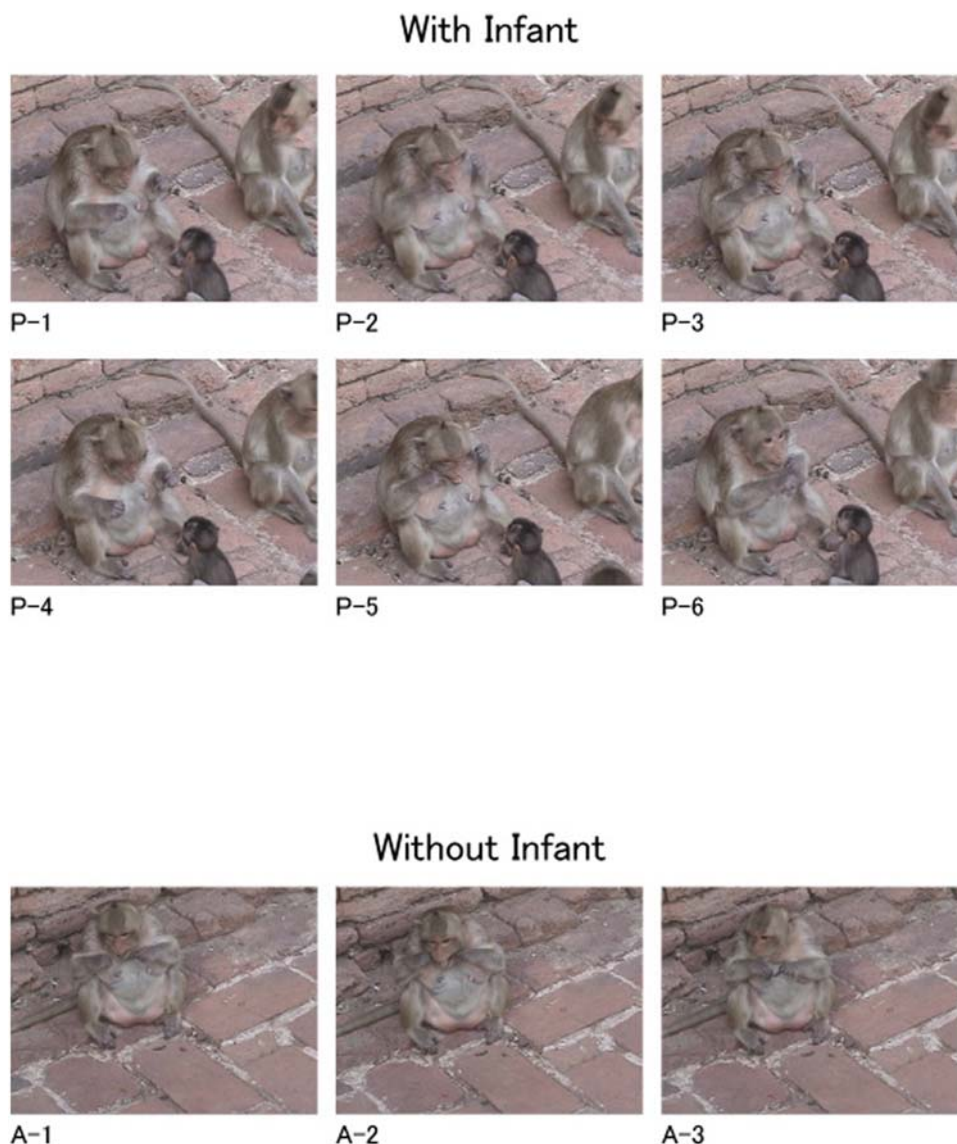 With Infant
P-1 P-2 P-3
P-4 P-5 P-6
Without Infant
A-1 A-2 A-3